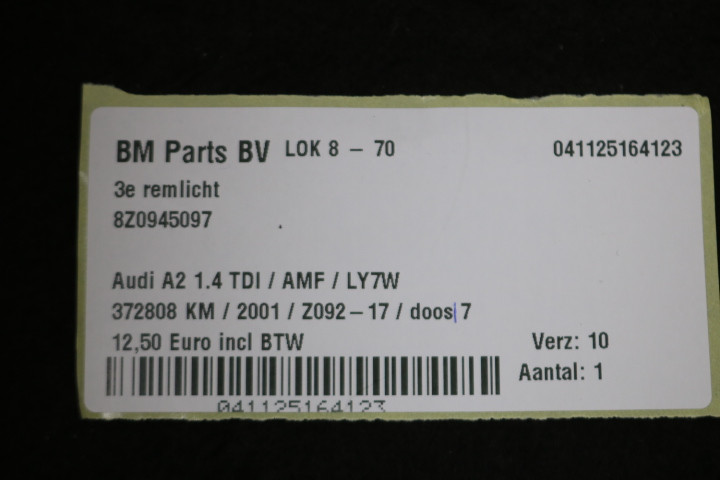 BM Parts BV LOK 8 – 70 041125164123
3e remlicht
8Z0945097
Audi A2 1.4 TDI / AMF / LY7W
372808 KM / 2001 / Z092–17 / doos 7
12,50 Euro incl BTW Verz: 10
Aantal: 1
041125164123